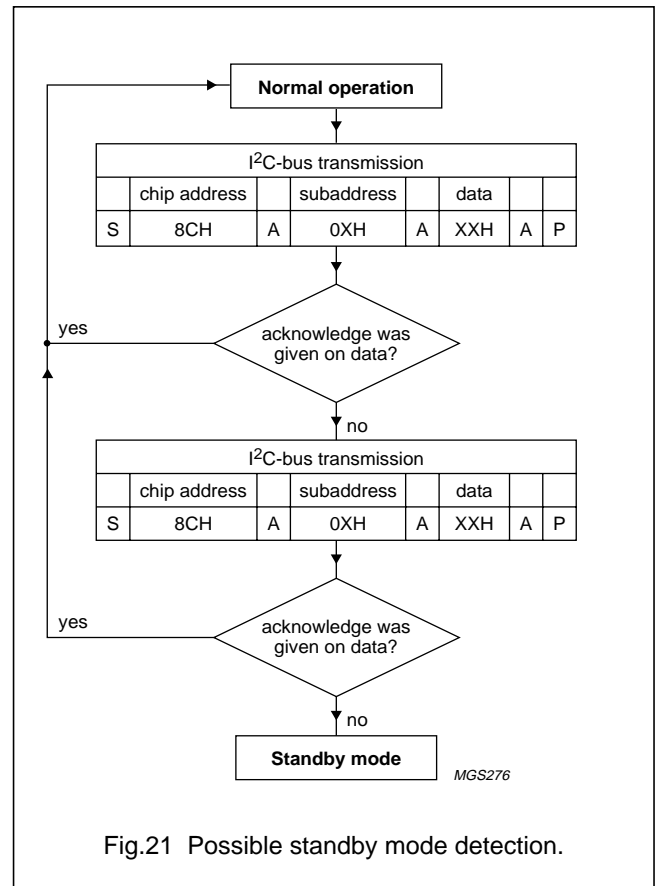 Normal operation
I²C-bus transmission
chip address subaddress data
S 8CH A 0XH A XXH A P
yes
acknowledge was
given on data?
no
I²C-bus transmission
chip address subaddress data
S 8CH A 0XH A XXH A P
yes
acknowledge was
given on data?
no
Standby mode
MGS276
Fig.21 Possible standby mode detection.